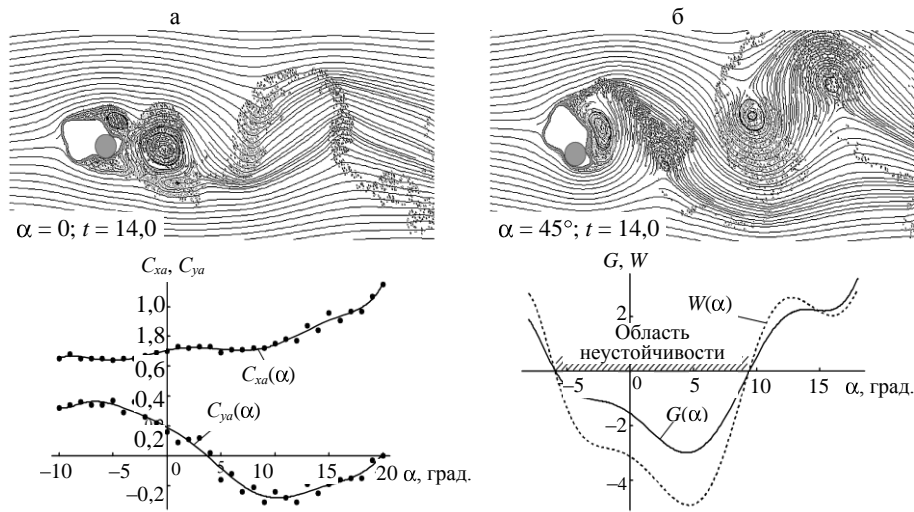 а
б
α = 0; t = 14,0
α = 45°; t = 14,0
Cxa, Cya
1,0
1,8
0,6
0,4
0,2
−0,2
−10
−5
0
5
10
15
20 α, град.
Cxa(α)
Cya(α)
G, W
2
W(α)
Область
неустойчивости
−5
0
5
10
15
α, град.
G(α)
−2
−4